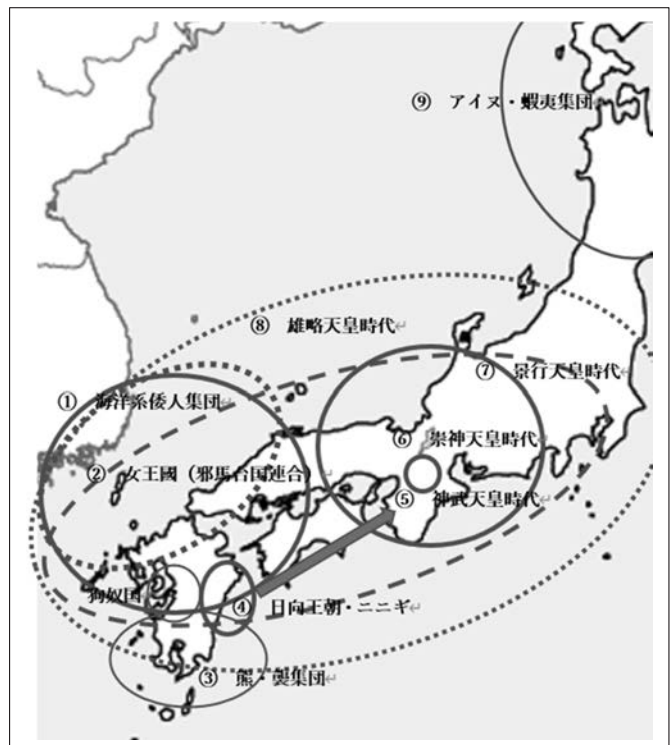 ⑨ アイヌ・蝦夷集団
⑧ 雄略天皇時代↵
⑦ 景行天皇時代↵
① 海洋系倭人集団
⑥ 崇神天皇時代↵
② 女王國（邪馬台国連合）↵
⑤ 神武天皇時代↵
狗奴国
④ 日向王朝・ニニギ↵
③ 熊・襲集団↵